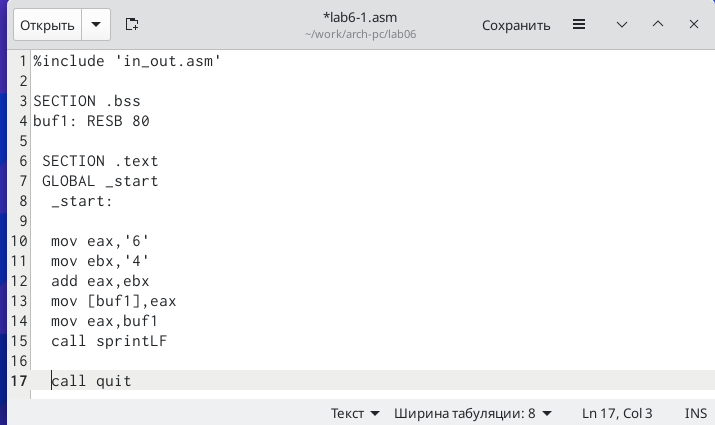 Открыть
*lab6-1.asm
~/work/arch-pc/lab06
Сохранить
1 %include 'in_out.asm'
2
3 SECTION .bss
4 buf1: RESB 80
5
6 SECTION .text
7 GLOBAL _start
8 _start:
9
10 mov eax,'6'
11 mov ebx,'4'
12 add eax,ebx
13 mov [buf1],eax
14 mov eax,buf1
15 call sprintLF
16
17 call quit
Текст Ширина табуляции: 8 Ln 17, Col 3 INS